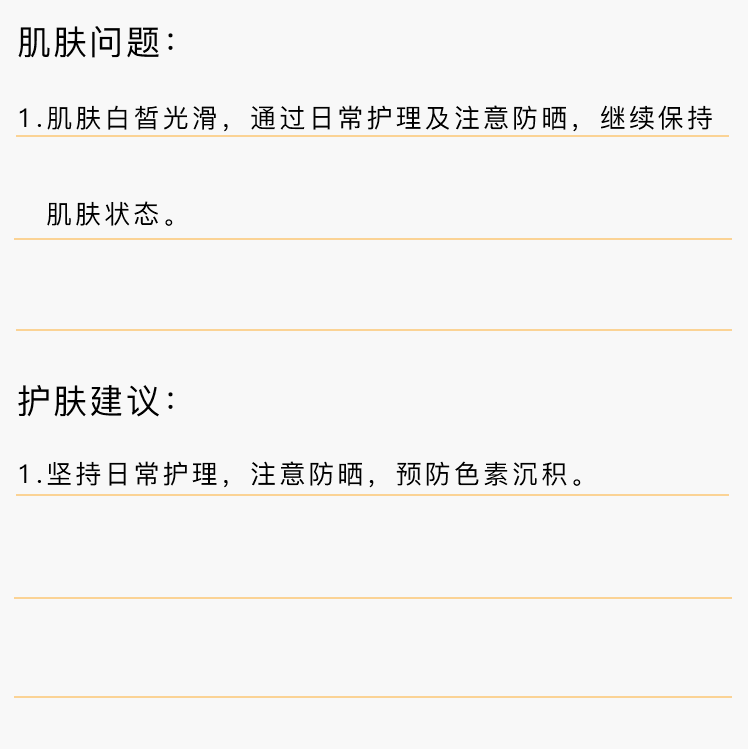 肌肤问题：
1.肌肤白皙光滑，通过日常护理及注意防晒，继续保持
肌肤状态。
护肤建议：
1.坚持日常护理，注意防晒，预防色素沉积。